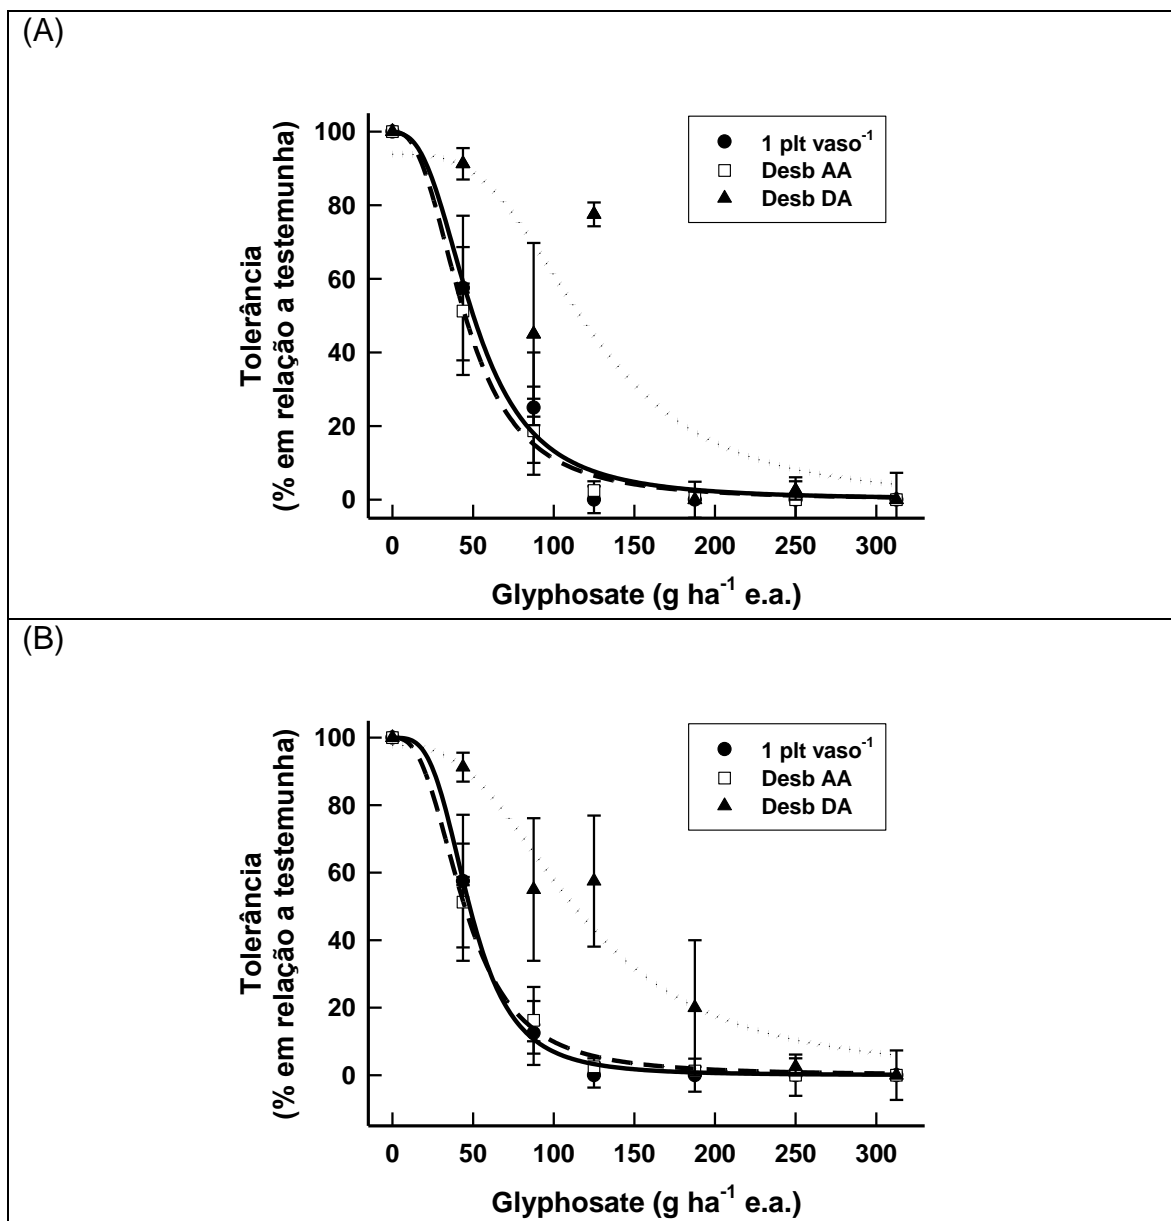 (A)
Tolerância
(% em relação a testemunha)
100
80
60
40
20
0
1 plt vaso⁻¹
Desb AA
Desb DA
0 50 100 150 200 250 300
Glyphosate (g ha⁻¹ e.a.)
(B)
Tolerância
(% em relação a testemunha)
100
80
60
40
20
0
1 plt vaso⁻¹
Desb AA
Desb DA
0 50 100 150 200 250 300
Glyphosate (g ha⁻¹ e.a.)